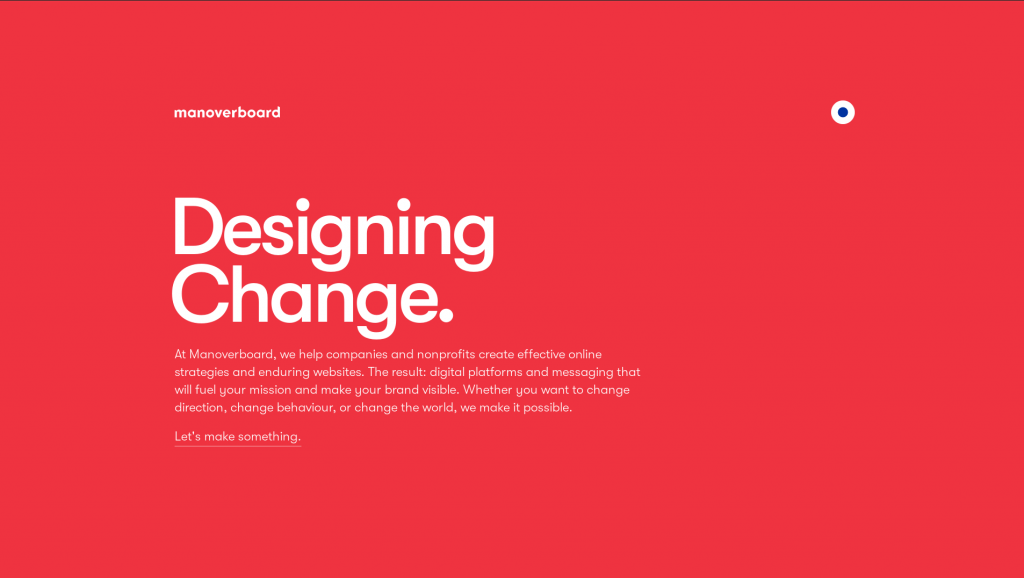 manoverboard
Designing
Change.
At Manoverboard, we help companies and nonprofits create effective online
strategies and enduring websites. The result: digital platforms and messaging that
will fuel your mission and make your brand visible. Whether you want to change
direction, change behaviour, or change the world, we make it possible.
Let's make something.